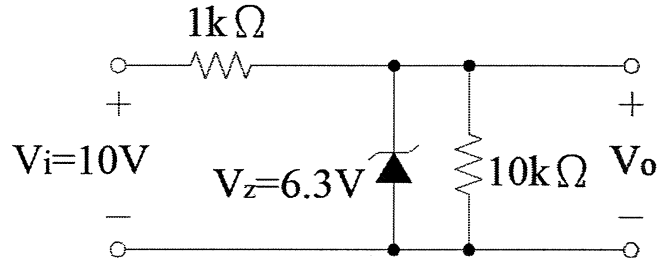 1kΩ
+
+
Vi=10V
Vz=6.3V
10kΩ
Vo
−
−